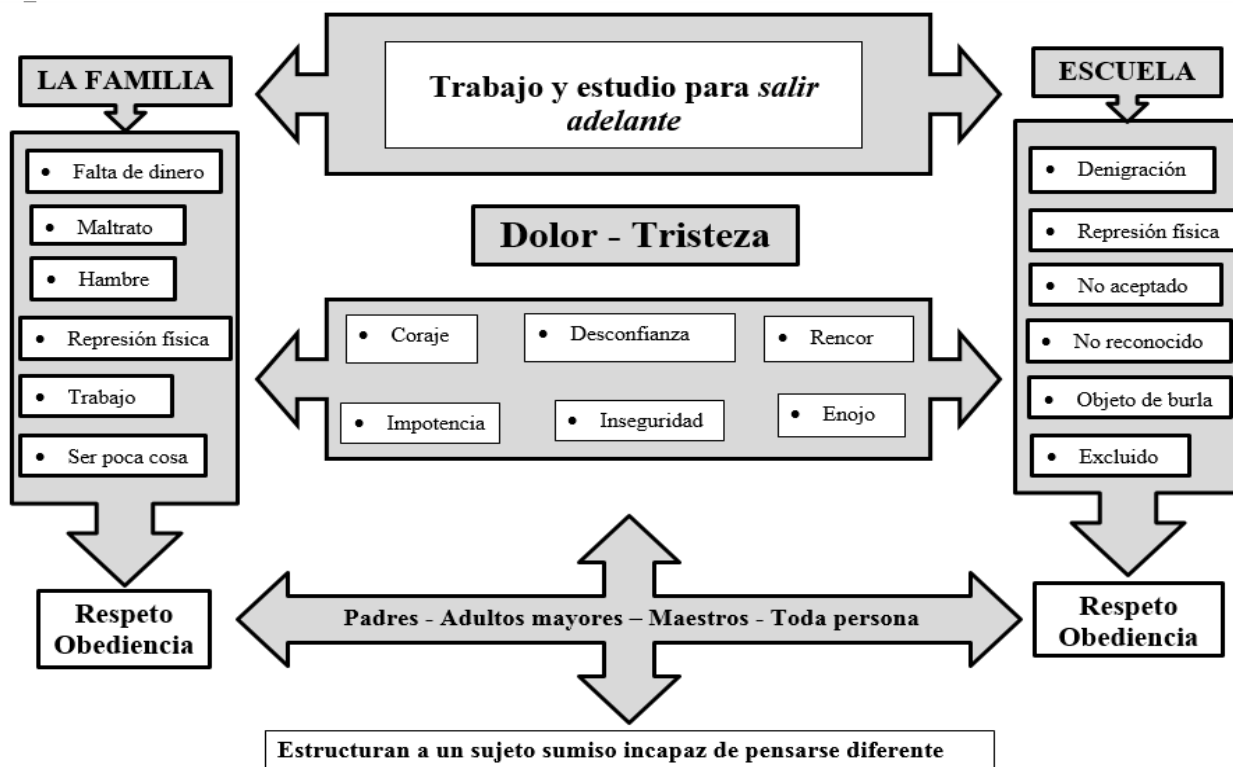 LA FAMILIA
• Falta de dinero
• Maltrato
• Hambre
• Represión física
• Trabajo
• Ser poca cosa
Respeto
Obediencia
Trabajo y estudio para salir
adelante
Dolor - Tristeza
• Coraje
• Desconfianza
• Rencor
• Impotencia
• Inseguridad
• Enojo
Padres - Adultos mayores – Maestros - Toda persona
Estructuran a un sujeto sumiso incapaz de pensarse diferente
ESCUELA
• Denigración
• Represión física
• No aceptado
• No reconocido
• Objeto de burla
• Excluido
Respeto
Obediencia